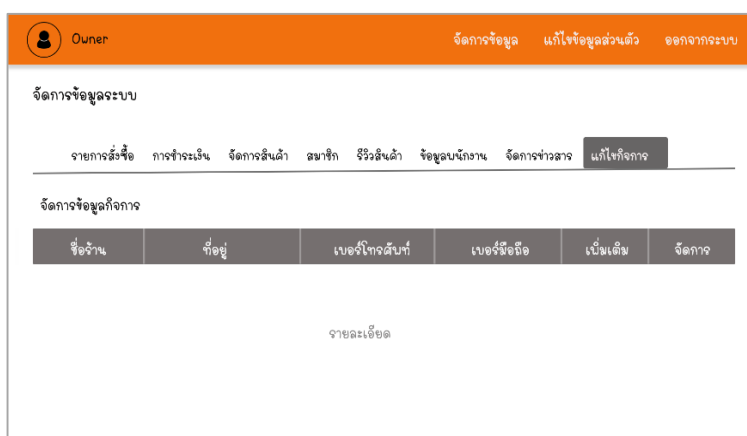 Owner จัดการข้อมูล แก้ไขข้อมูลส่วนตัว ออกจากระบบ
จัดการข้อมูลระบบ
รายการสั่งซื้อ การชำระเงิน จัดการสินค้า สมาชิก รีวิวสินค้า ข้อมูลพนักงาน จัดการข่าวสาร แก้ไขกิจการ
จัดการข้อมูลกิจการ
ชื่อร้าน ที่อยู่ เบอร์โทรศัพท์ เบอร์มือถือ เพิ่มเติม จัดการ
รายละเอียด